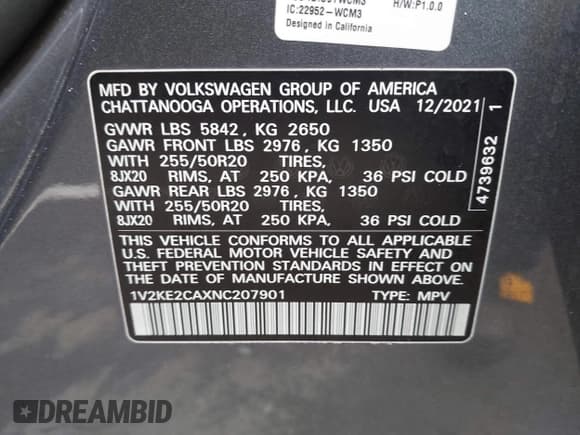 H/W:P1.0.0
IC:22952-WCM3
Designed in California
MFD BY VOLKSWAGEN GROUP OF AMERICA
CHATTANOOGA OPERATIONS, LLC. USA 12/2021
GVWR LBS 5842, KG 2650
GAWR FRONT LBS 2976, KG 1350
WITH 255/50R20 TIRES,
8JX20 RIMS, AT 250 KPA, 36 PSI COLD
GAWR REAR LBS 2976, KG 1350
WITH 255/50R20 TIRES,
8JX20 RIMS, AT 250 KPA, 36 PSI COLD
THIS VEHICLE CONFORMS TO ALL APPLICABLE
U.S. FEDERAL MOTOR VEHICLE SAFETY AND
THEFT PREVENTION STANDARDS IN EFFECT ON
THE DATE OF MANUFACTURE SHOWN ABOVE.
1V2KE2CAXNC207901 TYPE: MPV
4739632 1
DREAMBID